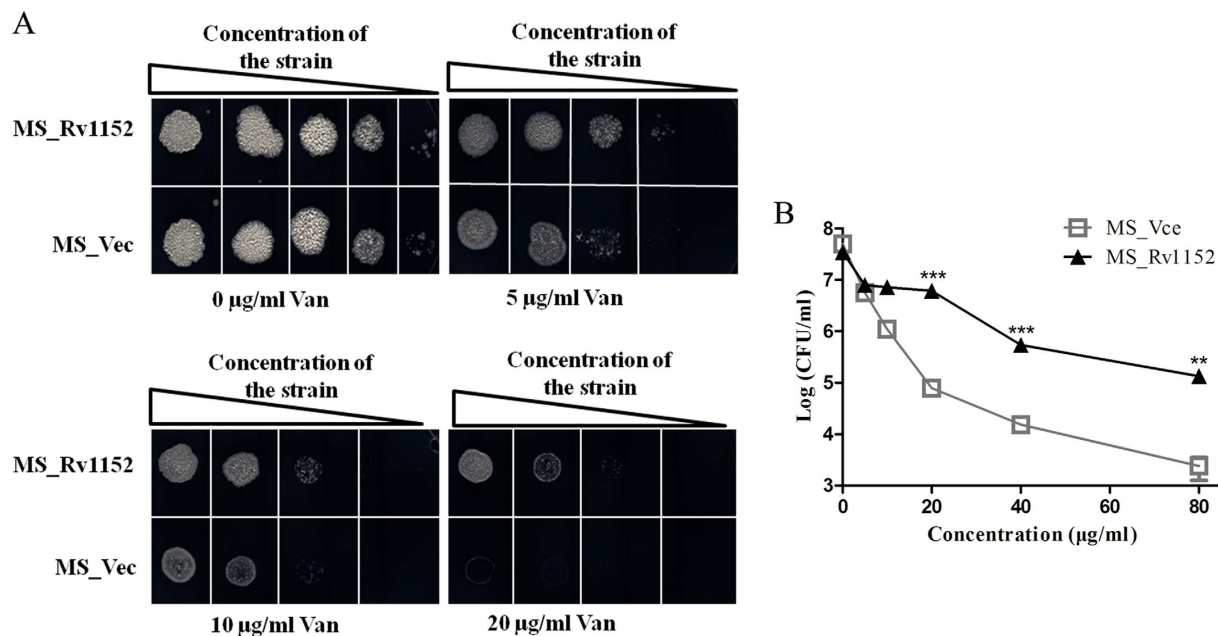 A
Concentration of
the strain
Concentration of
the strain
MS_Rv1152
MS_Vec
0 µg/ml Van
5 µg/ml Van
Concentration of
the strain
Concentration of
the strain
MS_Rv1152
MS_Vec
10 µg/ml Van
20 µg/ml Van
B
MS_Vce
MS_Rv1152
8
7
6
5
4
3
Log (CFU/ml)
***
***
**
0
20
40
60
80
Concentration (µg/ml)